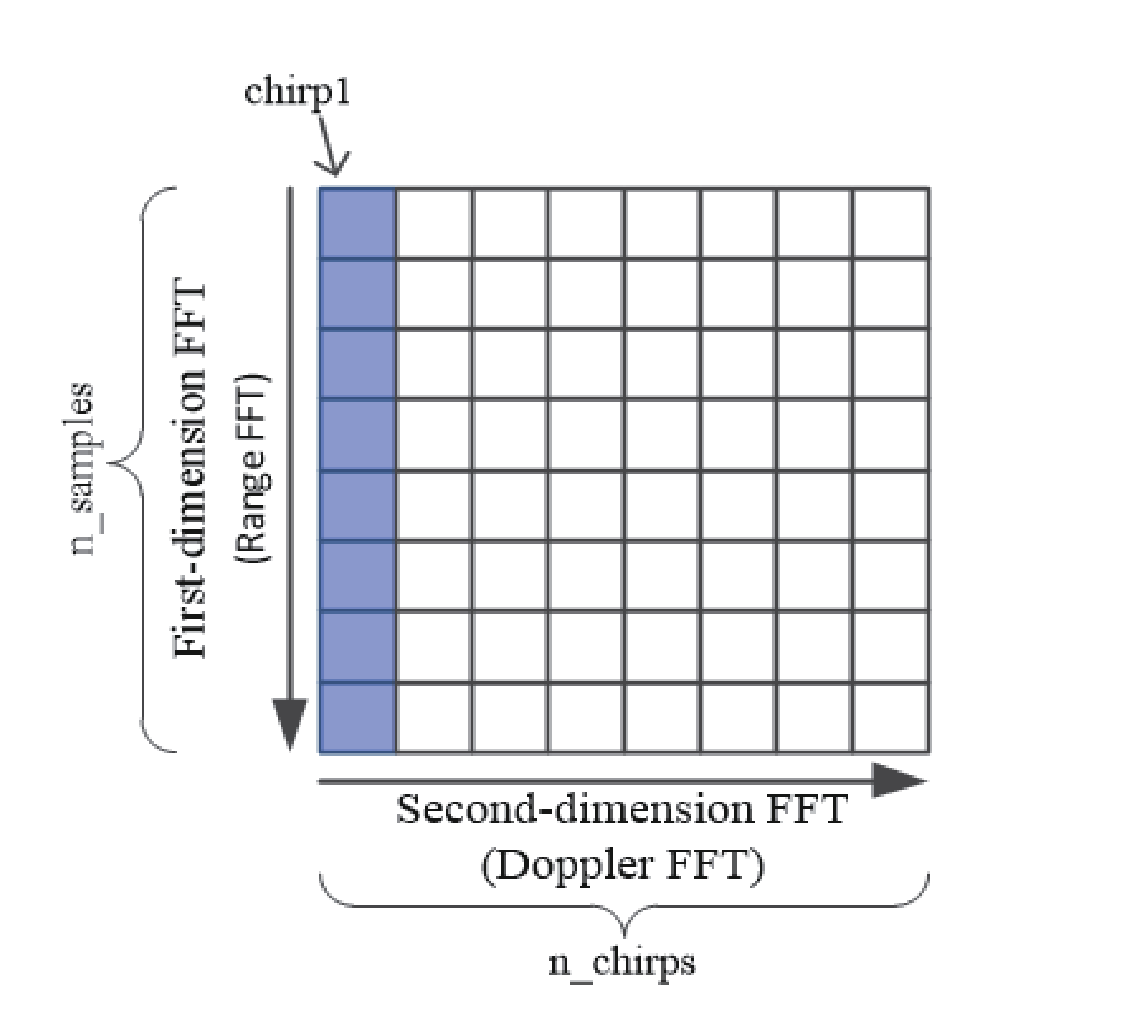 chirp1
n_samples
First-dimension FFT
(Range FFT)
Second-dimension FFT
(Doppler FFT)
n_chirps